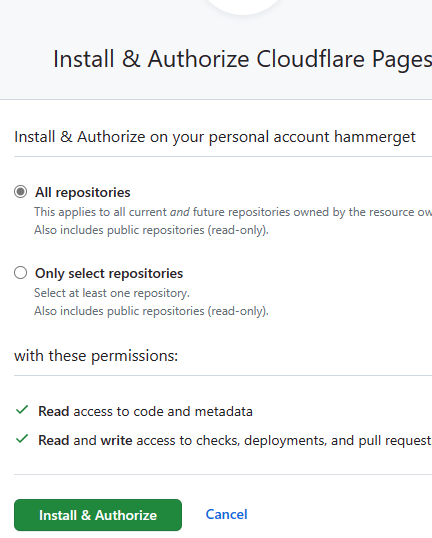 Install & Authorize Cloudflare Pages
Install & Authorize on your personal account hammerget
All repositories
This applies to all current and future repositories owned by the resource ow
Also includes public repositories (read-only).
Only select repositories
Select at least one repository.
Also includes public repositories (read-only).
with these permissions:
Read access to code and metadata
Read and write access to checks, deployments, and pull request
Install & Authorize
Cancel